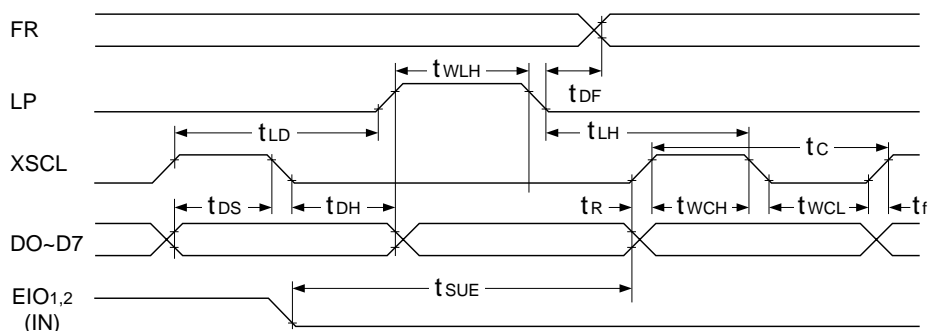 FR
tWLH
LP
tDF
tLD
tLH
tC
XSCL
tDS
tDH
tR
tWCH
tWCL
tf
DO~D7
EIO1,2
tSUE
(IN)